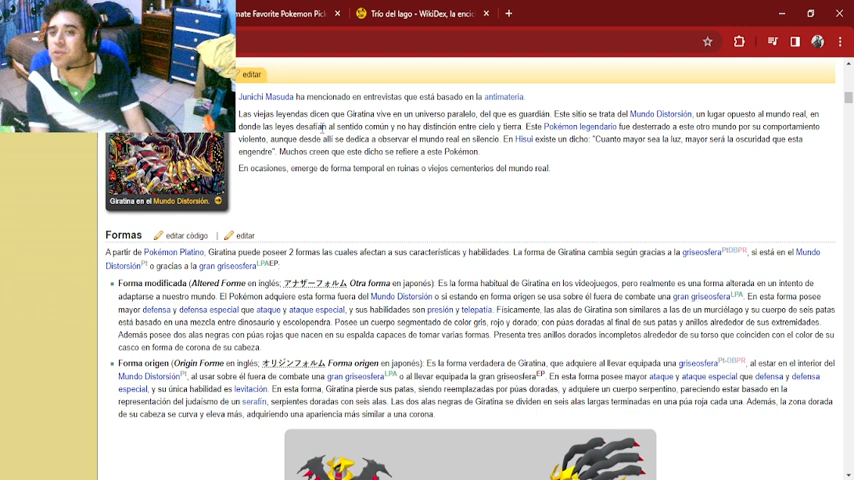 mate Favorite Pokemon Pic
Trío del lago - WikiDex, la enci
editar
Junichi Masuda ha mencionado en entrevistas que está basado en la antimateria.
Las viejas leyendas dicen que Giratina vive en un universo paralelo, del que es guardián. Este sitio se trata del Mundo Distorsión, un lugar opuesto al mundo real, en
donde las leyes desafían al sentido común y no hay distinción entre cielo y tierra. Este Pokémon legendario fue desterrado a este otro mundo por su comportamiento
violento, aunque desde allí se dedica a observar el mundo real en silencio. En Hisui existe un dicho: "Cuanto mayor sea la luz, mayor será la oscuridad que esta
engendre". Muchos creen que este dicho se refiere a este Pokémon.
En ocasiones, emerge de forma temporal en ruinas o viejos cementerios del mundo real.
Giratina en el Mundo Distorsión.
Formas editar código | editar
A partir de Pokémon Platino, Giratina puede poseer 2 formas las cuales afectan a sus características y habilidades. La forma de Giratina cambia según gracias a la griseosfera PtDBPR, si está en el Mundo
Distorsión Pt o gracias a la gran griseosfera LPA EP.
Forma modificada (Altered Forme en inglés; アナザーフォルム Otra forma en japonés): Es la forma habitual de Giratina en los videojuegos, pero realmente es una forma alterada en un intento de
adaptarse a nuestro mundo. El Pokémon adquiere esta forma fuera del Mundo Distorsión o si estando en forma origen se usa sobre él fuera de combate una gran griseosfera LPA. En esta forma posee
mayor defensa y defensa especial que ataque y ataque especial, y sus habilidades son presión y telepatía. Físicamente, las alas de Giratina son similares a las de un murciélago y su cuerpo de seis patas
está basado en una mezcla entre dinosaurio y escolopendra. Posee un cuerpo segmentado de color gris, rojo y dorado, con púas doradas al final de sus patas y anillos alrededor de sus extremidades.
Además posee dos alas negras con púas rojas que nacen en su espalda capaces de tomar varias formas. Presenta tres anillos dorados incompletos alrededor de su torso que coinciden con el color de su
casco en forma de corona de su cabeza.
Forma origen (Origin Forme en inglés; オリジンフォルム Forma origen en japonés): Es la forma verdadera de Giratina, que adquiere al llevar equipada una griseosfera Pt-DBPR, al estar en el interior del
Mundo Distorsión Pt, al usar sobre él fuera de combate una gran griseosfera LPA o al llevar equipada la gran griseosfera EP. En esta forma posee mayor ataque y ataque especial que defensa y defensa
especial, y su única habilidad es levitación. En esta forma, Giratina pierde sus patas, siendo reemplazadas por púas doradas, y adquiere un cuerpo serpentino, pareciendo estar basado en la
representación del judaísmo de un serafín, serpientes doradas con seis alas. Las dos alas negras de Giratina se dividen en seis alas largas terminadas en una púa roja cada una. Además, la zona dorada
de su cabeza se curva y eleva más, adquiriendo una apariencia más similar a una corona.